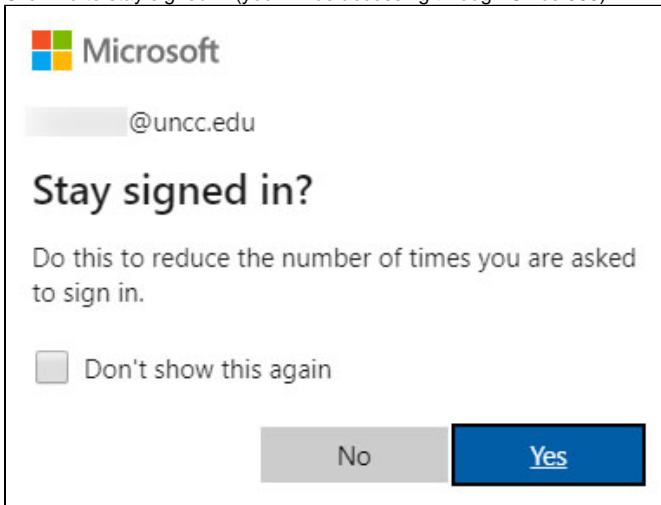 Microsoft
@uncc.edu
Stay signed in?
Do this to reduce the number of times you are asked
to sign in.
Don't show this again
No
Yes